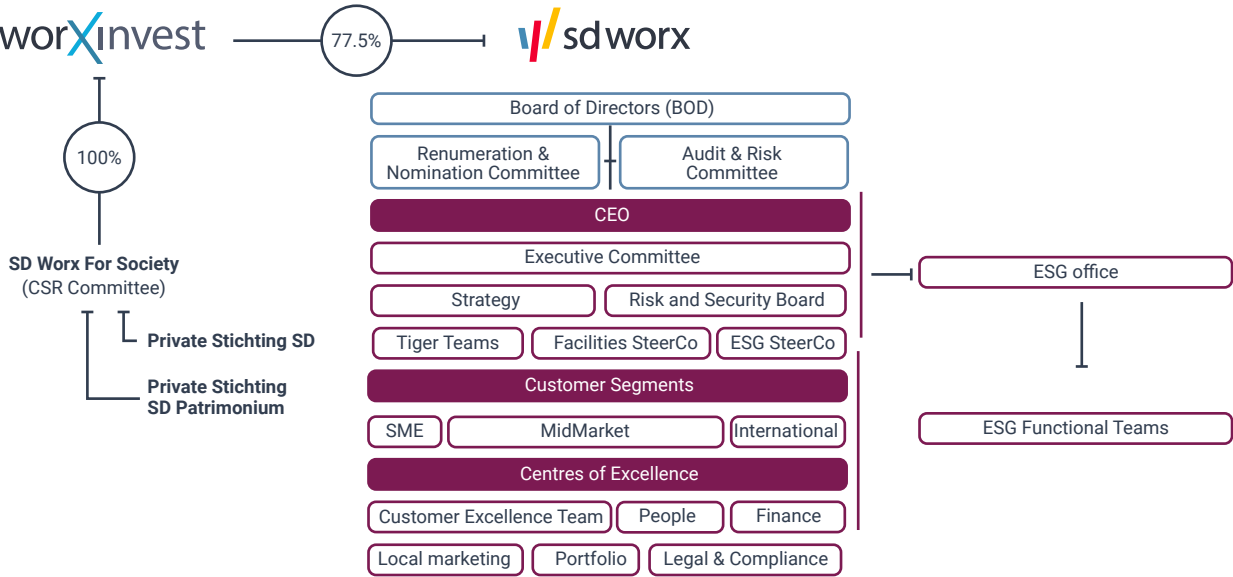 worxinvest
77.5%
sd worx
100%
SD Worx For Society
(CSR Committee)
Private Stichting SD
Private Stichting
SD Patrimonium
Board of Directors (BOD)
Renumeration &
Nomination Committee
Audit & Risk
Committee
CEO
Executive Committee
Strategy
Risk and Security Board
Tiger Teams
Facilities SteerCo
ESG SteerCo
Customer Segments
SME
MidMarket
International
Centres of Excellence
Customer Excellence Team
People
Finance
Local marketing
Portfolio
Legal & Compliance
ESG office
ESG Functional Teams